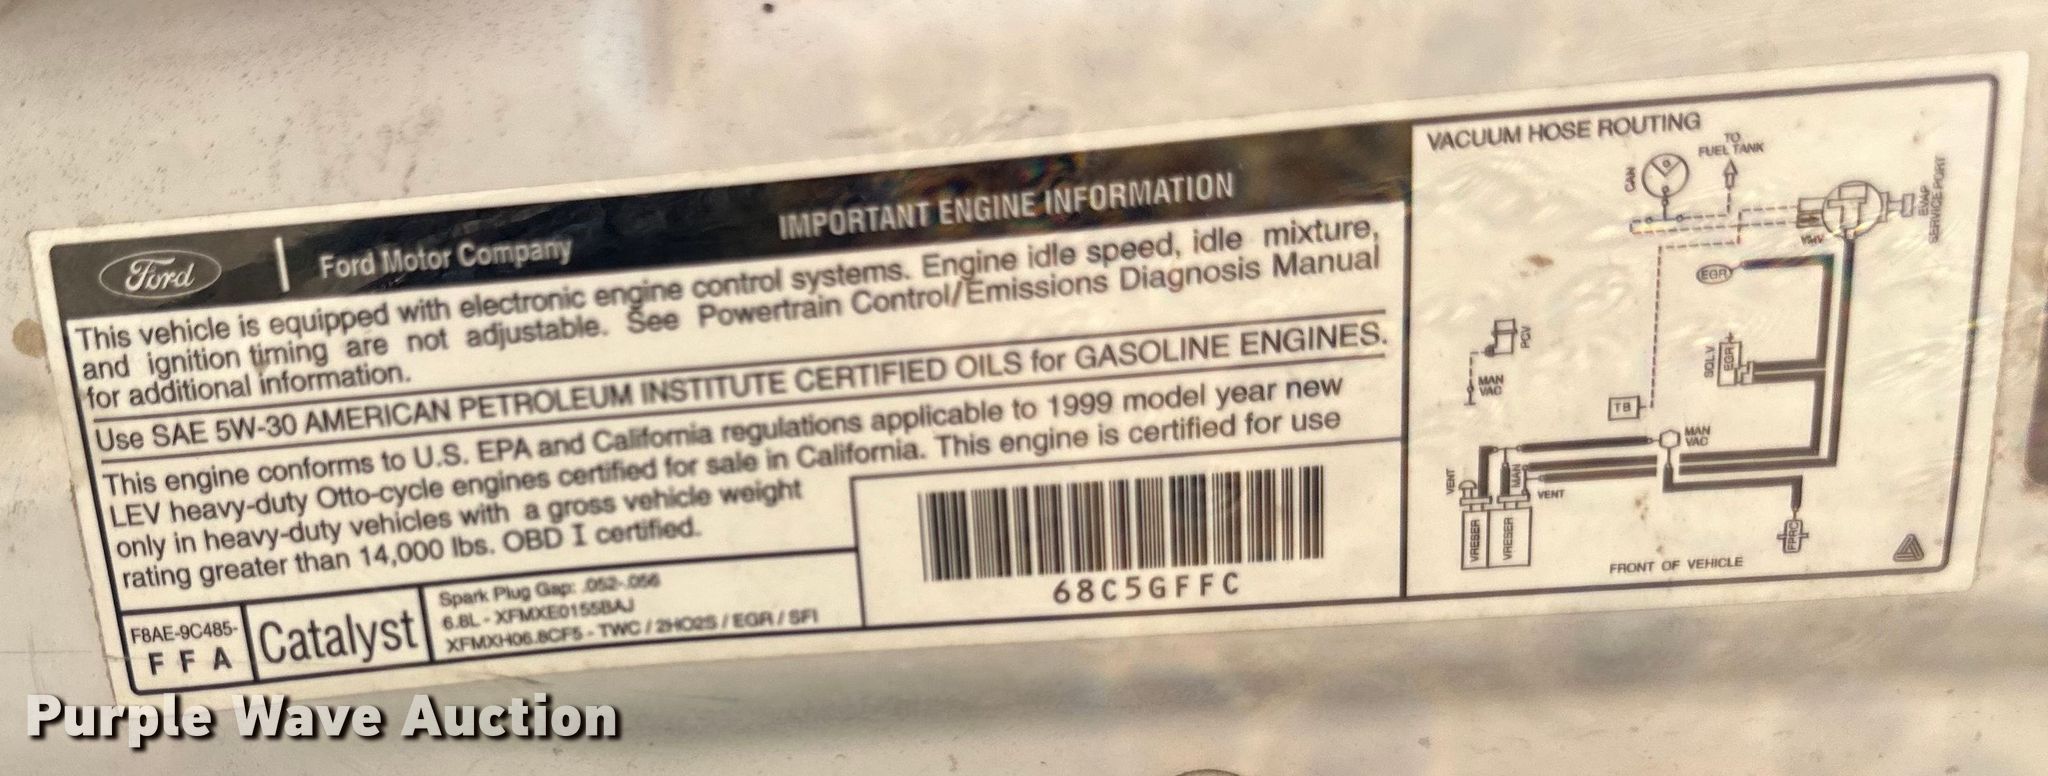 Ford
Ford Motor Company
IMPORTANT ENGINE INFORMATION
This vehicle is equipped with electronic engine control systems. Engine idle speed, idle mixture,
and ignition timing are not adjustable. See Powertrain Control/Emissions Diagnosis Manual
for additional information.
Use SAE 5W-30 AMERICAN PETROLEUM INSTITUTE CERTIFIED OILS for GASOLINE ENGINES.
This engine conforms to U.S. EPA and California regulations applicable to 1999 model year new
LEV heavy-duty Otto-cycle engines certified for sale in California. This engine is certified for use
only in heavy-duty vehicles with a gross vehicle weight
rating greater than 14,000 lbs. OBD I certified.
F8AE-9C485-
F F A
Catalyst
Spark Plug Gap: .052-.056
6.8L - XFMXE0155BAJ
XFMXH06.8CF5 - TWC / 2HO2S / EGR / SFI
68C5GFFC
VACUUM HOSE ROUTING
CAN
TO
FUEL TANK
EVAP
SERVICE PORT
VMV
EGR
PCV
MAN
VAC
SOLV
EGR
TB
MAN
VAC
VENT
MAN
VENT
VRESER
VRESER
FPRC
FRONT OF VEHICLE
Purple Wave Auction